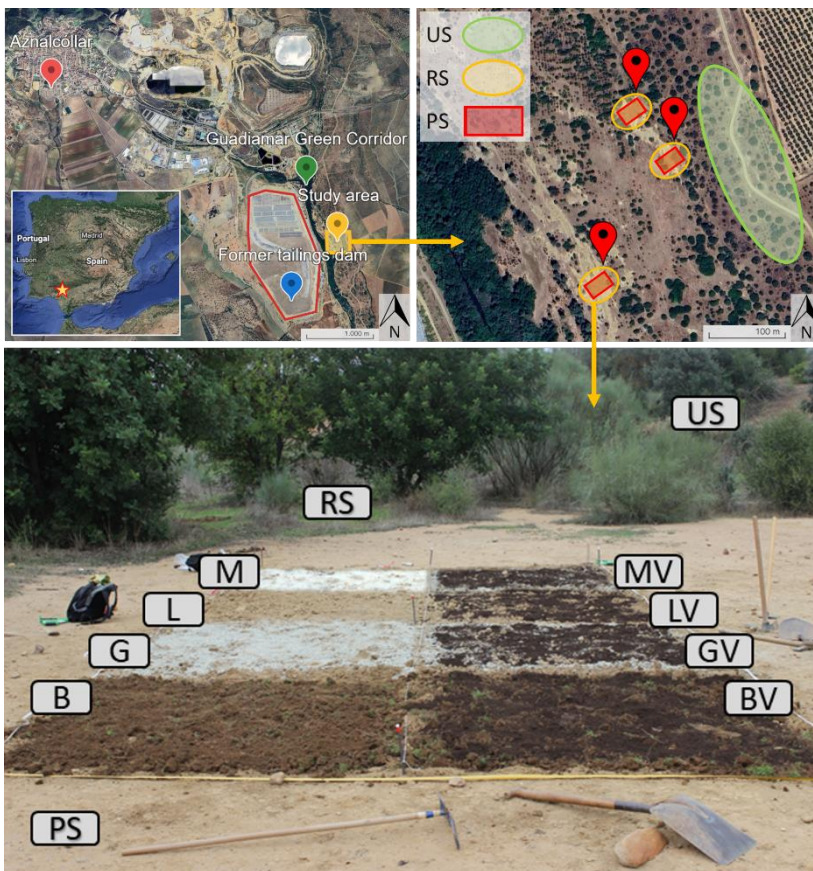 Aznalcóllar
Guadiamar Green Corridor
Study area
Former tailings dam
Portugal
Madrid
Lisbon
Spain
1.000 m
N
US
RS
PS
100 m
N
US
RS
M
MV
L
LV
G
GV
B
BV
PS